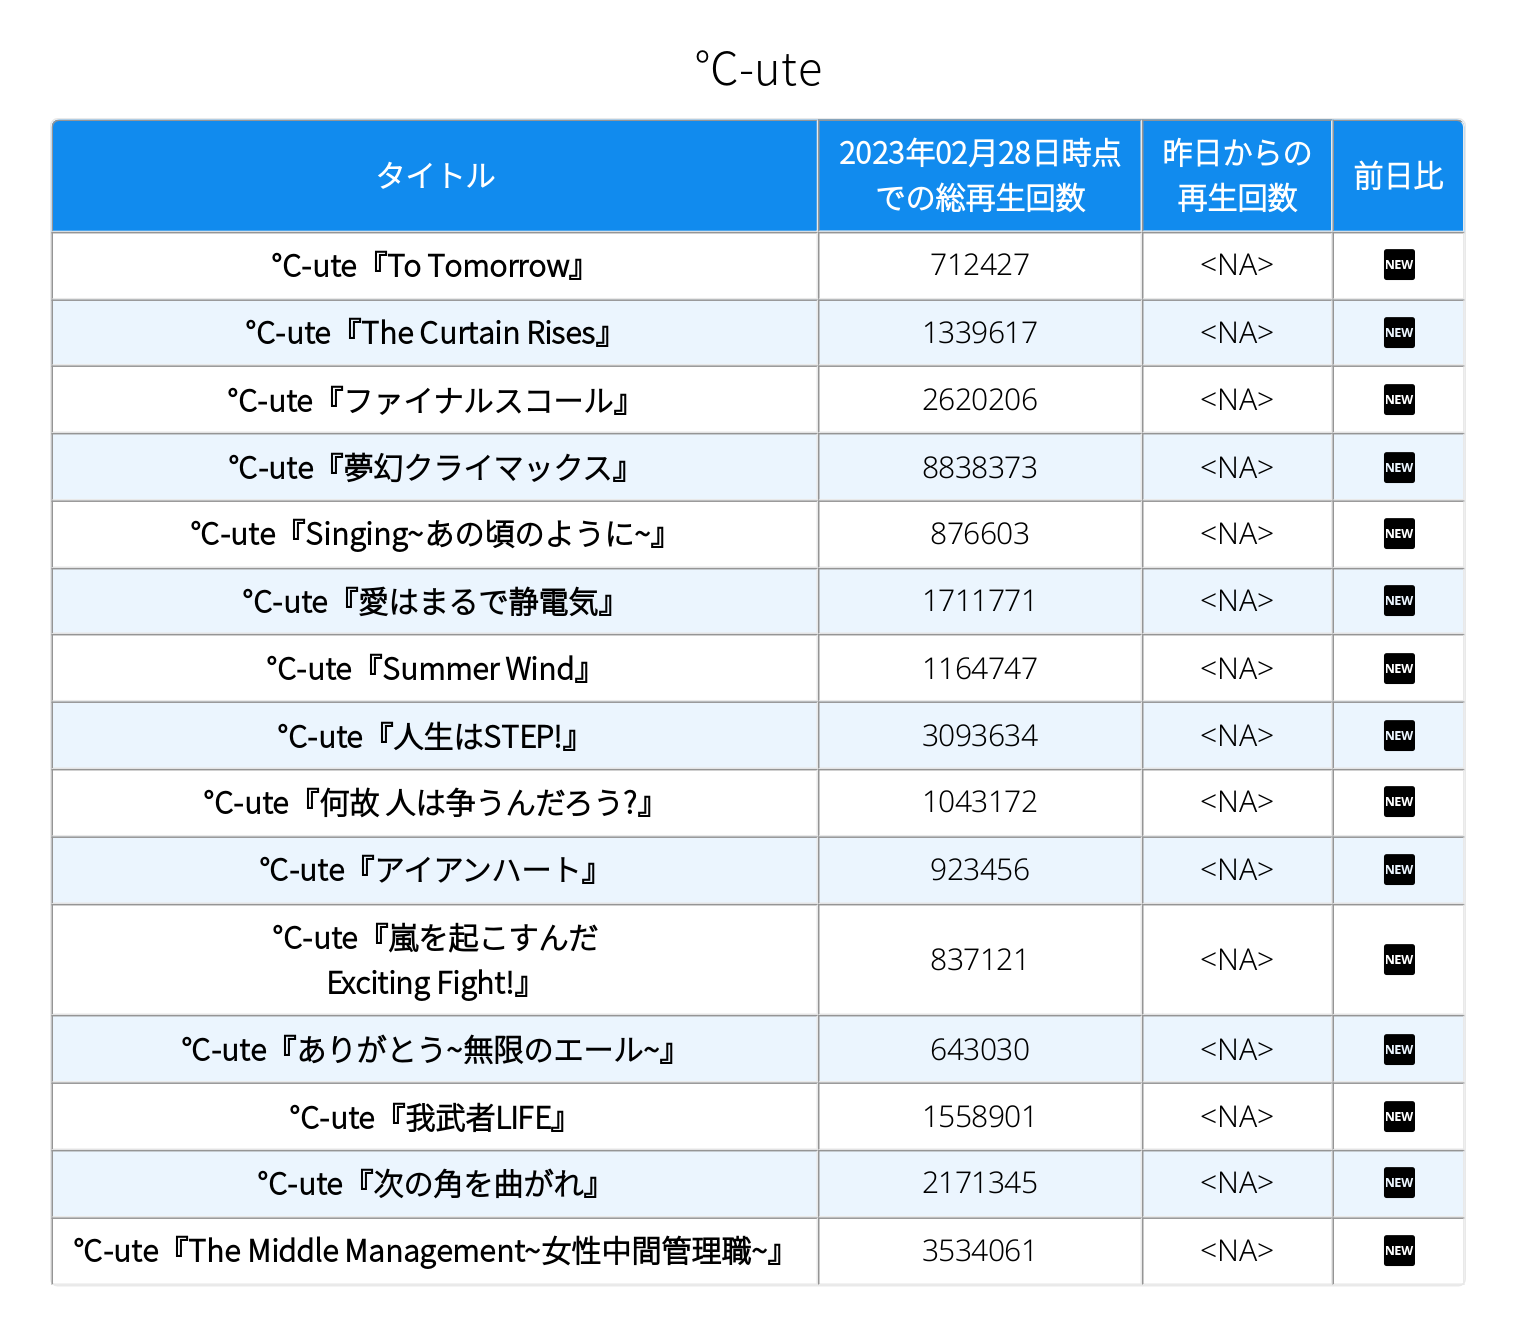 ℃-ute
タイトル
2023年02月28日時点
での総再生回数
昨日からの
再生回数
前日比
℃-ute『To Tomorrow』 712427 <NA> NEW
℃-ute『The Curtain Rises』 1339617 <NA> NEW
℃-ute『ファイナルスコール』 2620206 <NA> NEW
℃-ute『夢幻クライマックス』 8838373 <NA> NEW
℃-ute『Singing~あの頃のように~』 876603 <NA> NEW
℃-ute『愛はまるで静電気』 1711771 <NA> NEW
℃-ute『Summer Wind』 1164747 <NA> NEW
℃-ute『人生はSTEP!』 3093634 <NA> NEW
℃-ute『何故 人は争うんだろう?』 1043172 <NA> NEW
℃-ute『アイアンハート』 923456 <NA> NEW
℃-ute『嵐を起こすんだ
Exciting Fight!』 837121 <NA> NEW
℃-ute『ありがとう~無限のエール~』 643030 <NA> NEW
℃-ute『我武者LIFE』 1558901 <NA> NEW
℃-ute『次の角を曲がれ』 2171345 <NA> NEW
℃-ute『The Middle Management~女性中間管理職~』 3534061 <NA> NEW